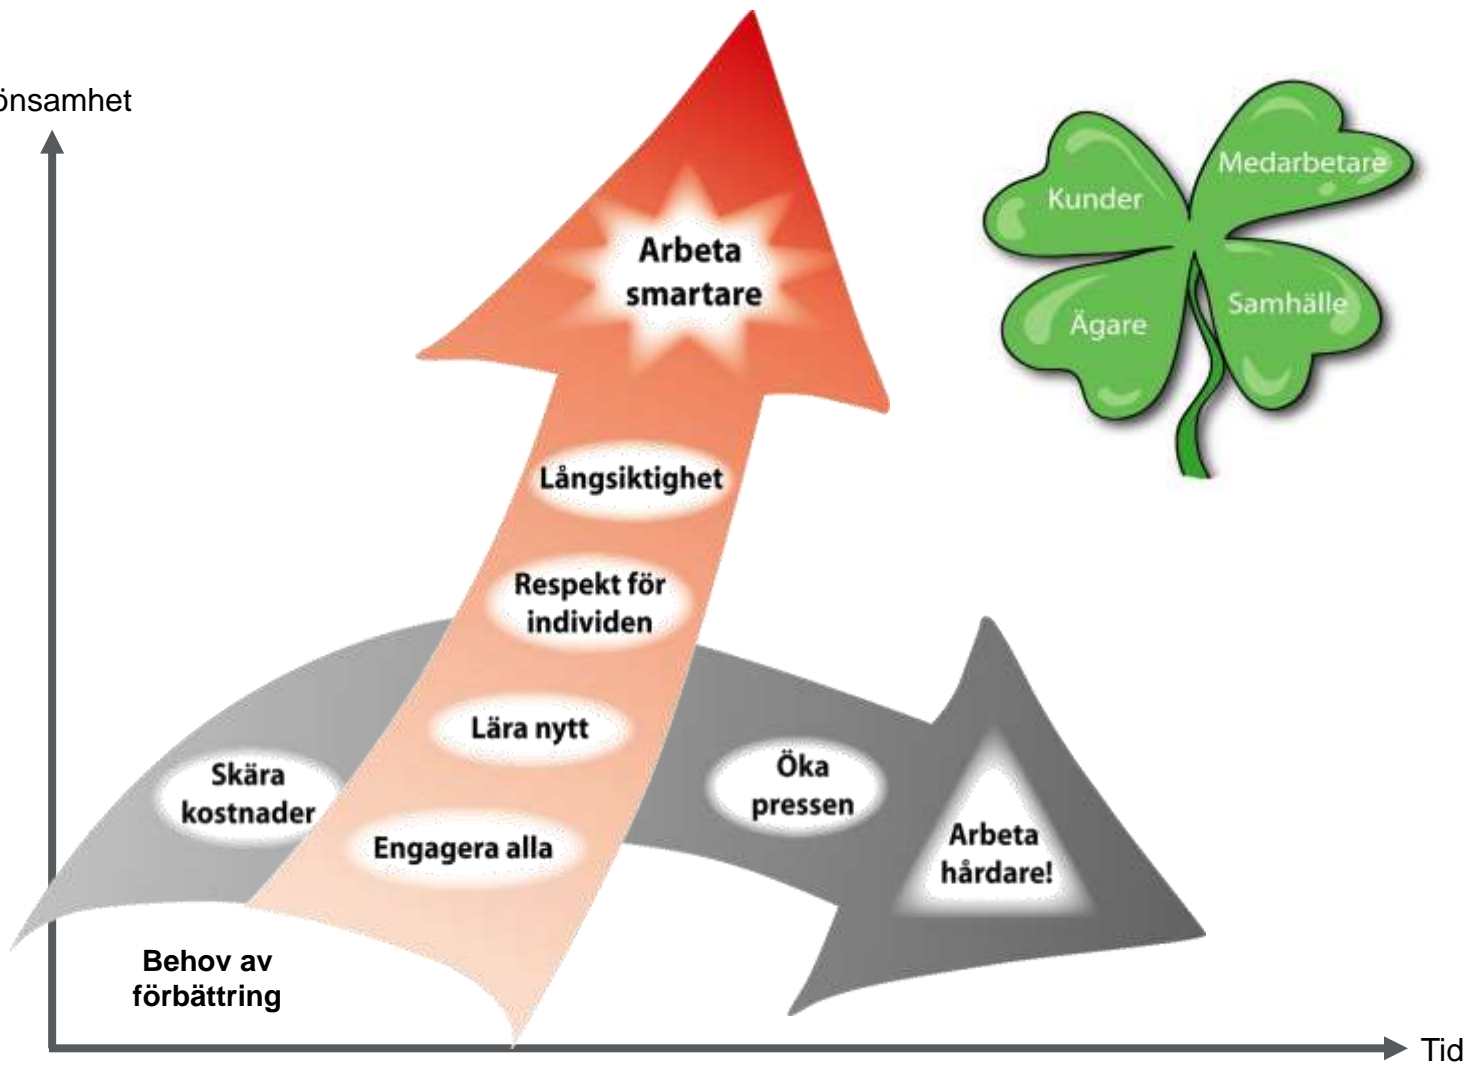 önsamhet
Arbeta
smartare
Långsiktighet
Respekt för
individen
Lära nytt
Engagera alla
Skära
kostnader
Öka
pressen
Arbeta
hårdare!
Behov av
förbättring
Tid
Kunder
Medarbetare
Ägare
Samhälle